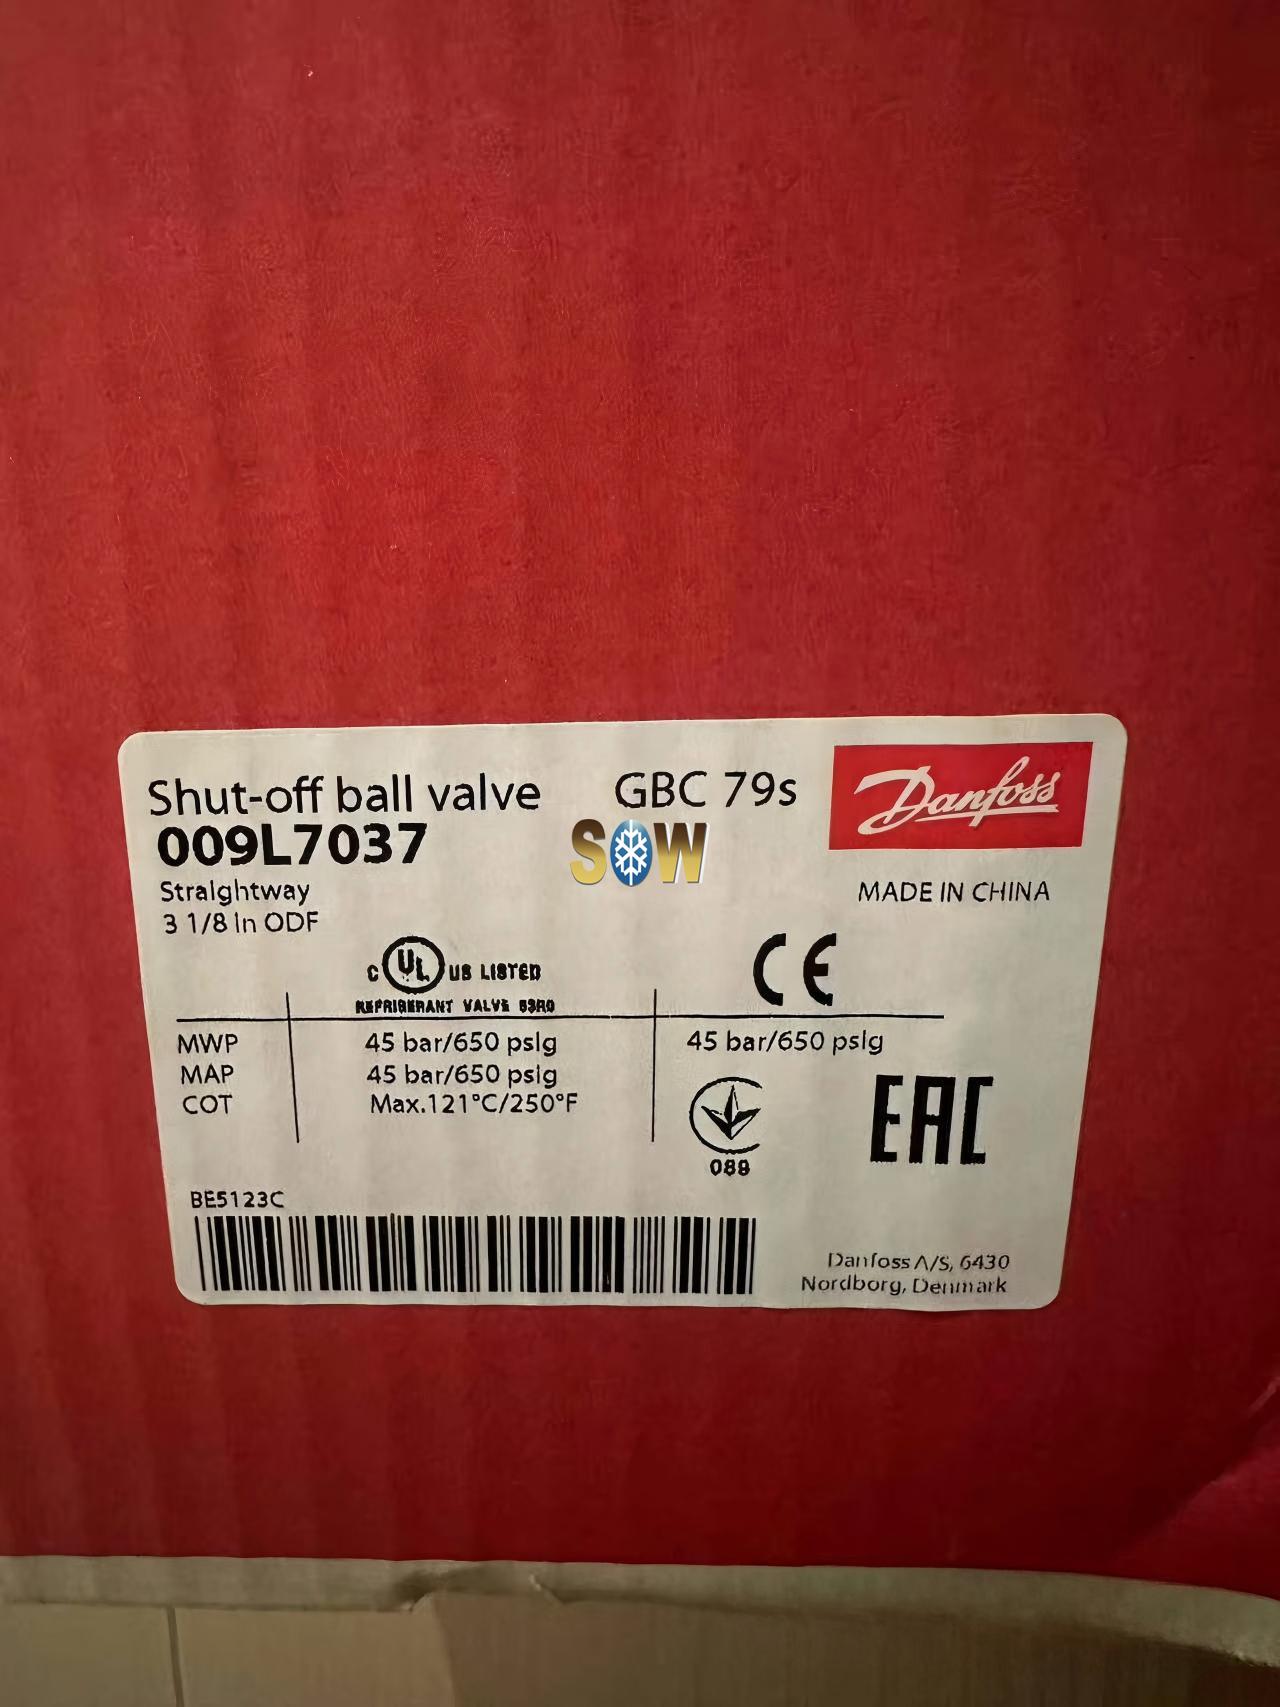 Shut-off ball valve GBC 79s Danfoss
009L7037
SOW
Straightway
MADE IN CHINA
3 1/8 in ODF
C UL US LISTED
CE
REFRIGERANT VALVE 53R0
MWP 45 bar/650 psig 45 bar/650 psig
MAP 45 bar/650 psig
COT Max.121°C/250°F
EAC
089
BE5123C
Danfoss A/S, 6430
Nordborg, Denmark